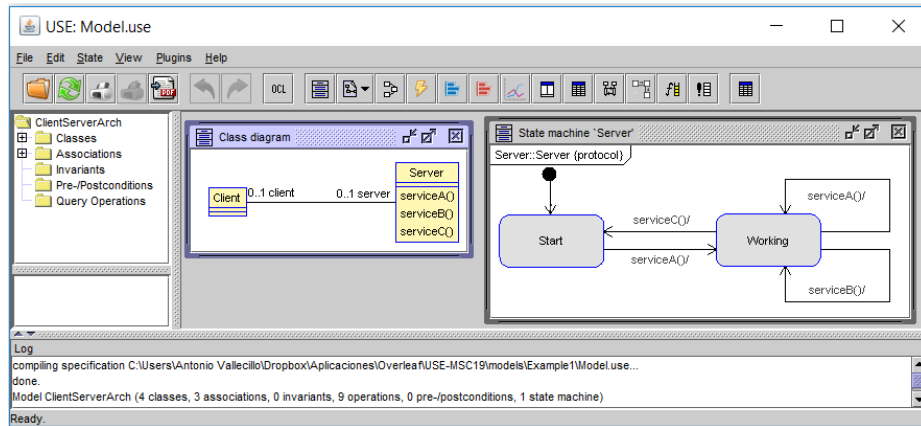 USE: Model.use
File Edit State View Plugins Help
PDF
OCL
ClientServerArch
Classes
Associations
Invariants
Pre-/Postconditions
Query Operations
Class diagram
Client
0..1 client
0..1 server
Server
serviceA()
serviceB()
serviceC()
State machine `Server'
Server::Server {protocol}
Start
Working
serviceC()/
serviceA()/
serviceA()/
serviceB()/
Log
compiling specification C:\Users\Antonio Vallecillo\Dropbox\Aplicaciones\Overleaf\USE-MSC19\models\Example1\Model.use...
done.
Model ClientServerArch (4 classes, 3 associations, 0 invariants, 9 operations, 0 pre-/postconditions, 1 state machine)
Ready.